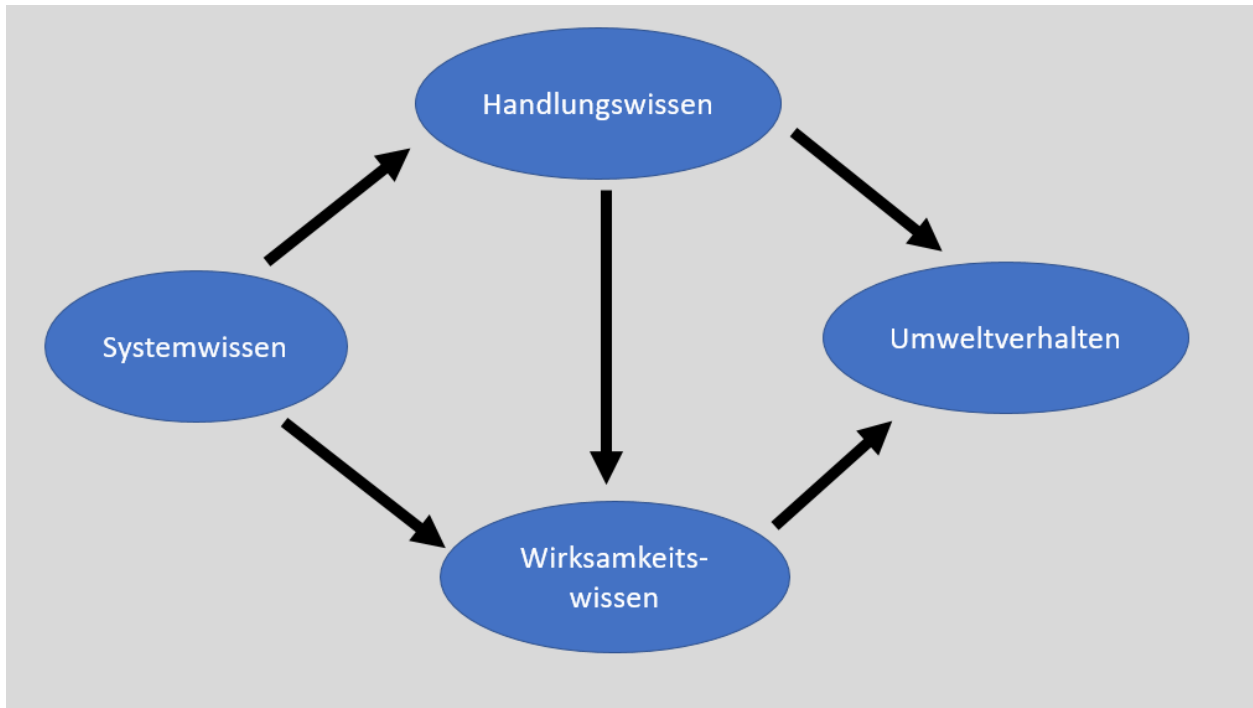 Handlungswissen
Systemwissen
Umweltverhalten
Wirksamkeits-
wissen